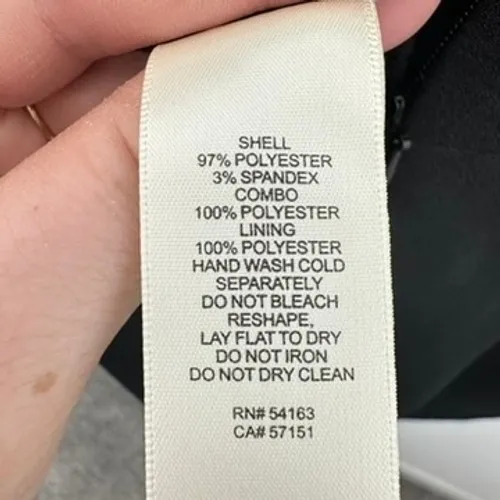 SHELL
97% POLYESTER
3% SPANDEX
COMBO
100% POLYESTER
LINING
100% POLYESTER
HAND WASH COLD
SEPARATELY
DO NOT BLEACH
RESHAPE,
LAY FLAT TO DRY
DO NOT IRON
DO NOT DRY CLEAN
RN# 54163
CA# 57151